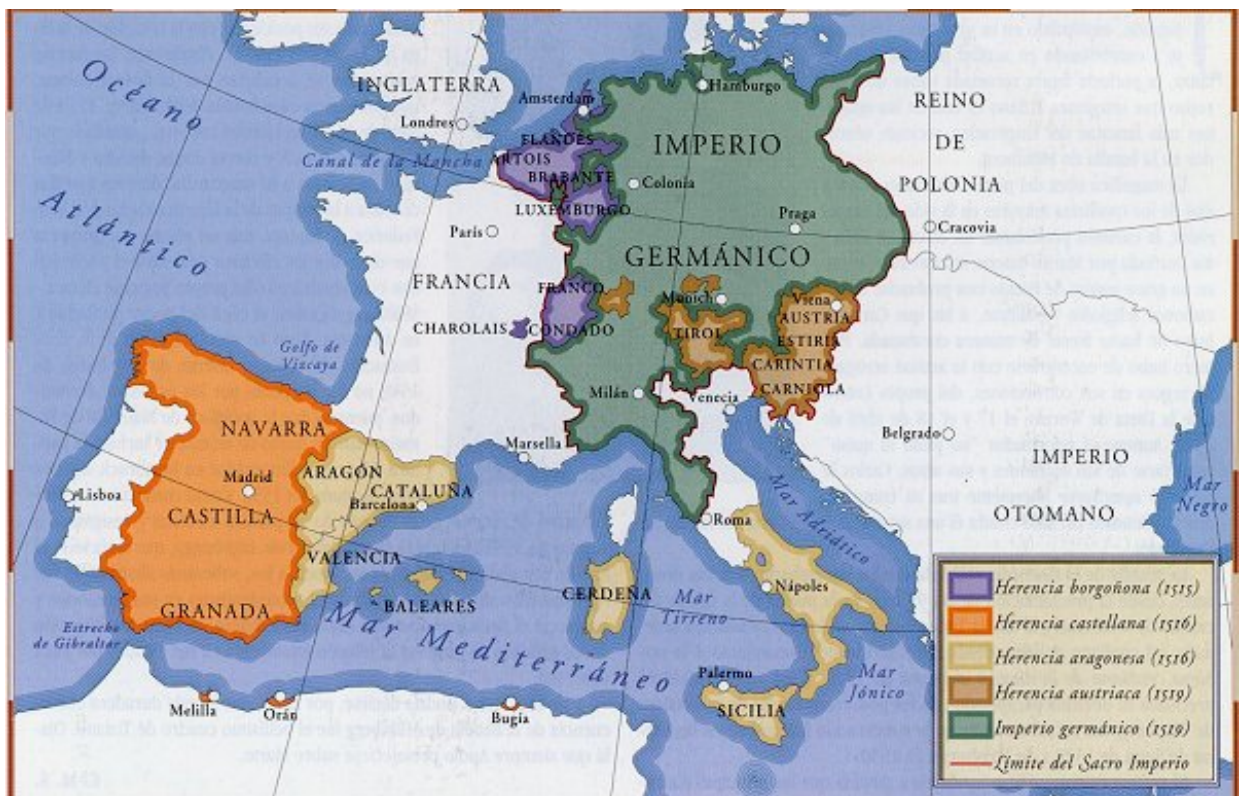 Océano
Atlántico
INGLATERRA
Londres
Canal de la Mancha
Amsterdam
FLANDES
ARTOIS
BRABANTE
LUXEMBURGO
Hamburgo
IMPERIO
GERMÁNICO
Colonia
Praga
REINO
DE
POLONIA
Cracovia
París
FRANCIA
FRANCO
CONDADO
CHAROLAIS
Munich
TIROL
Viena
AUSTRIA
ESTIRIA
CARINTIA
CARNIOLA
Golfo de
Vizcaya
Milán
Venecia
Marsella
Belgrado
IMPERIO
OTOMANO
Mar
Negro
NAVARRA
ARAGÓN
CATALUÑA
Barcelona
Madrid
CASTILLA
Lisboa
VALENCIA
GRANADA
BALEARES
Estrecho
de Gibraltar
Mar Mediterráneo
CERDEÑA
Roma
Mar Adriático
Nápoles
Mar
Tirreno
Palermo
SICILIA
Mar
Jónico
Melilla
Orán
Bugía
Herencia borgoñona (1515)
Herencia castellana (1516)
Herencia aragonesa (1516)
Herencia austriaca (1519)
Imperio germánico (1519)
Límite del Sacro Imperio